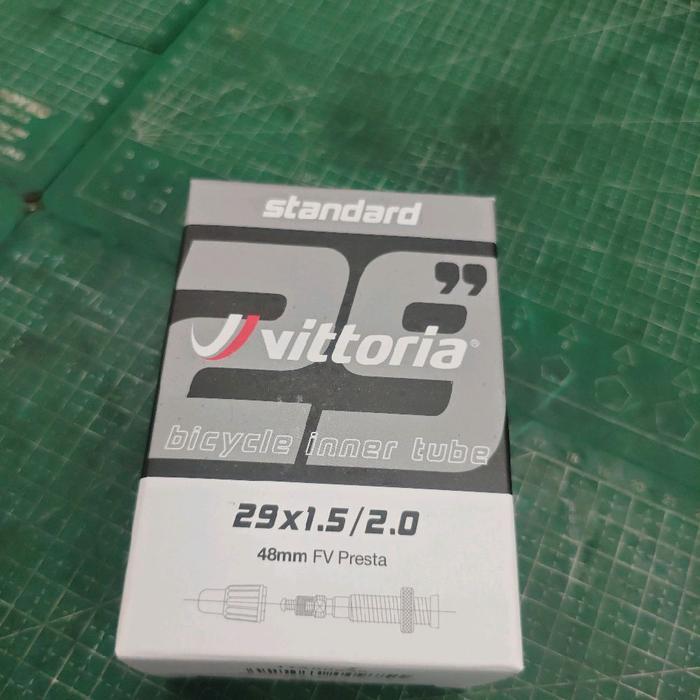 standard
29”
vittoria®
bicycle inner tube
29x1.5/2.0
48mm FV Presta